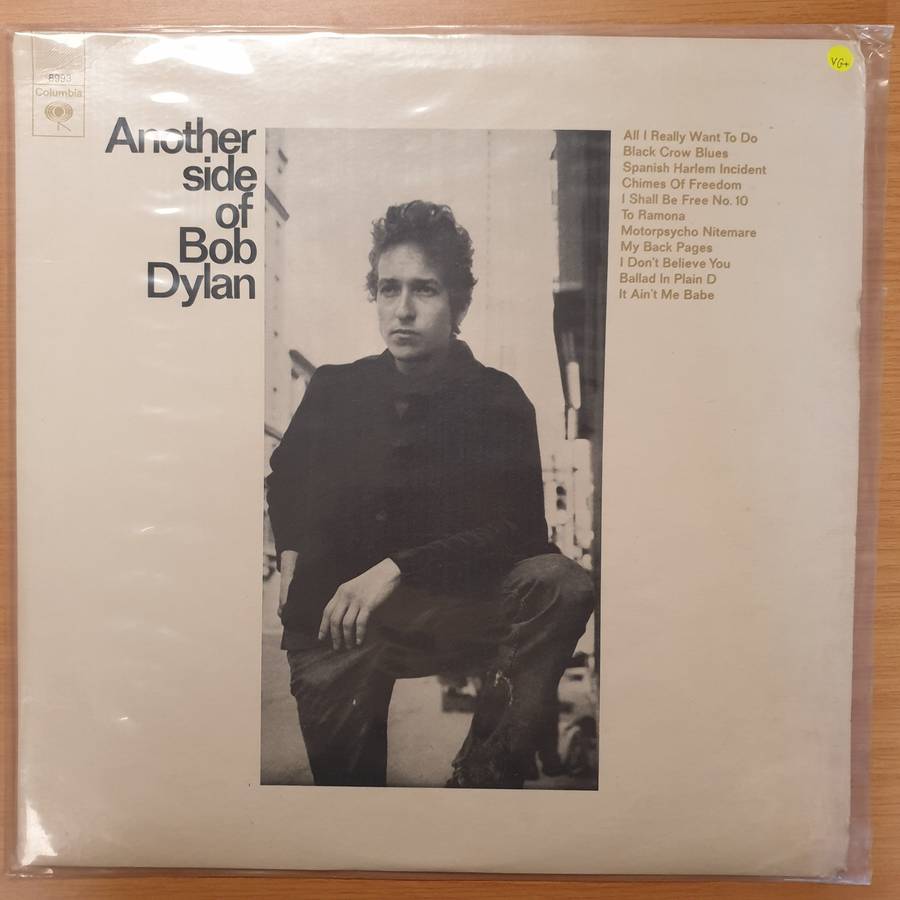 8993
Columbia
Another
side
of
Bob
Dylan
All I Really Want To Do
Black Crow Blues
Spanish Harlem Incident
Chimes Of Freedom
I Shall Be Free No. 10
To Ramona
Motorpsycho Nitemare
My Back Pages
I Don't Believe You
Ballad In Plain D
It Ain't Me Babe
VG+